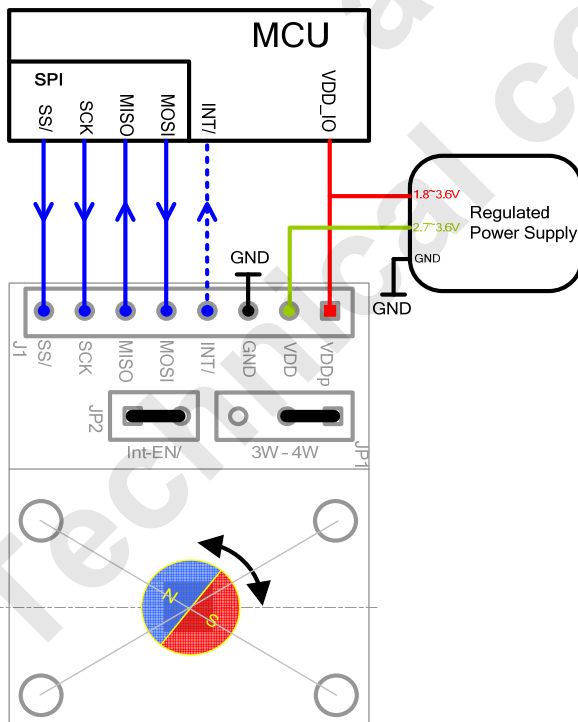 MCU
SPI
SS/
SCK
MISO
MOSI
INT/
VDD_IO
1.8~3.6V
2.7~3.6V
GND
Regulated
Power Supply
GND
GND
J1
SS/
SCK
MISO
MOSI
INT/
GND
VDD
VDDp
JP2
Int-EN/
3W - 4W
JP1
N
S
Technical